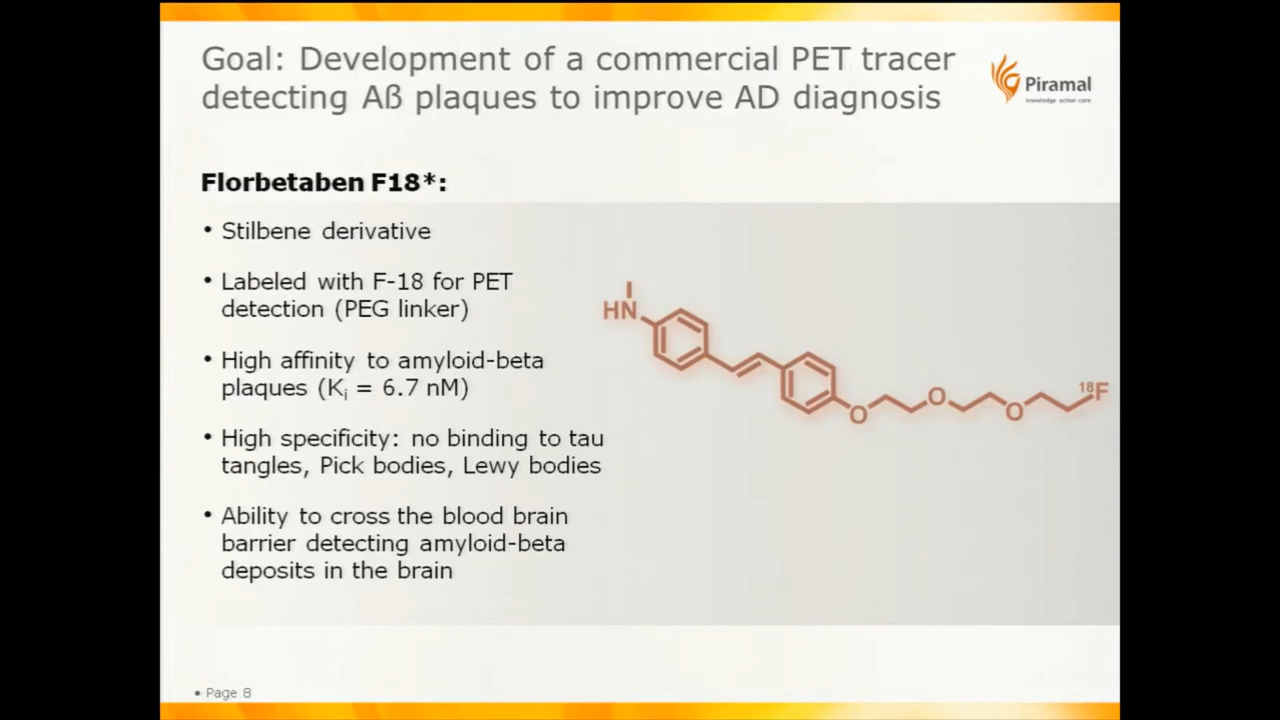 Goal: Development of a commercial PET tracer
detecting Aß plaques to improve AD diagnosis
Piramal
knowledge action care
Florbetaben F18*:
• Stilbene derivative
• Labeled with F-18 for PET
detection (PEG linker)
• High affinity to amyloid-beta
plaques (Ki = 6.7 nM)
• High specificity: no binding to tau
tangles, Pick bodies, Lewy bodies
• Ability to cross the blood brain
barrier detecting amyloid-beta
deposits in the brain
HN
O
O
O
18F
• Page 8